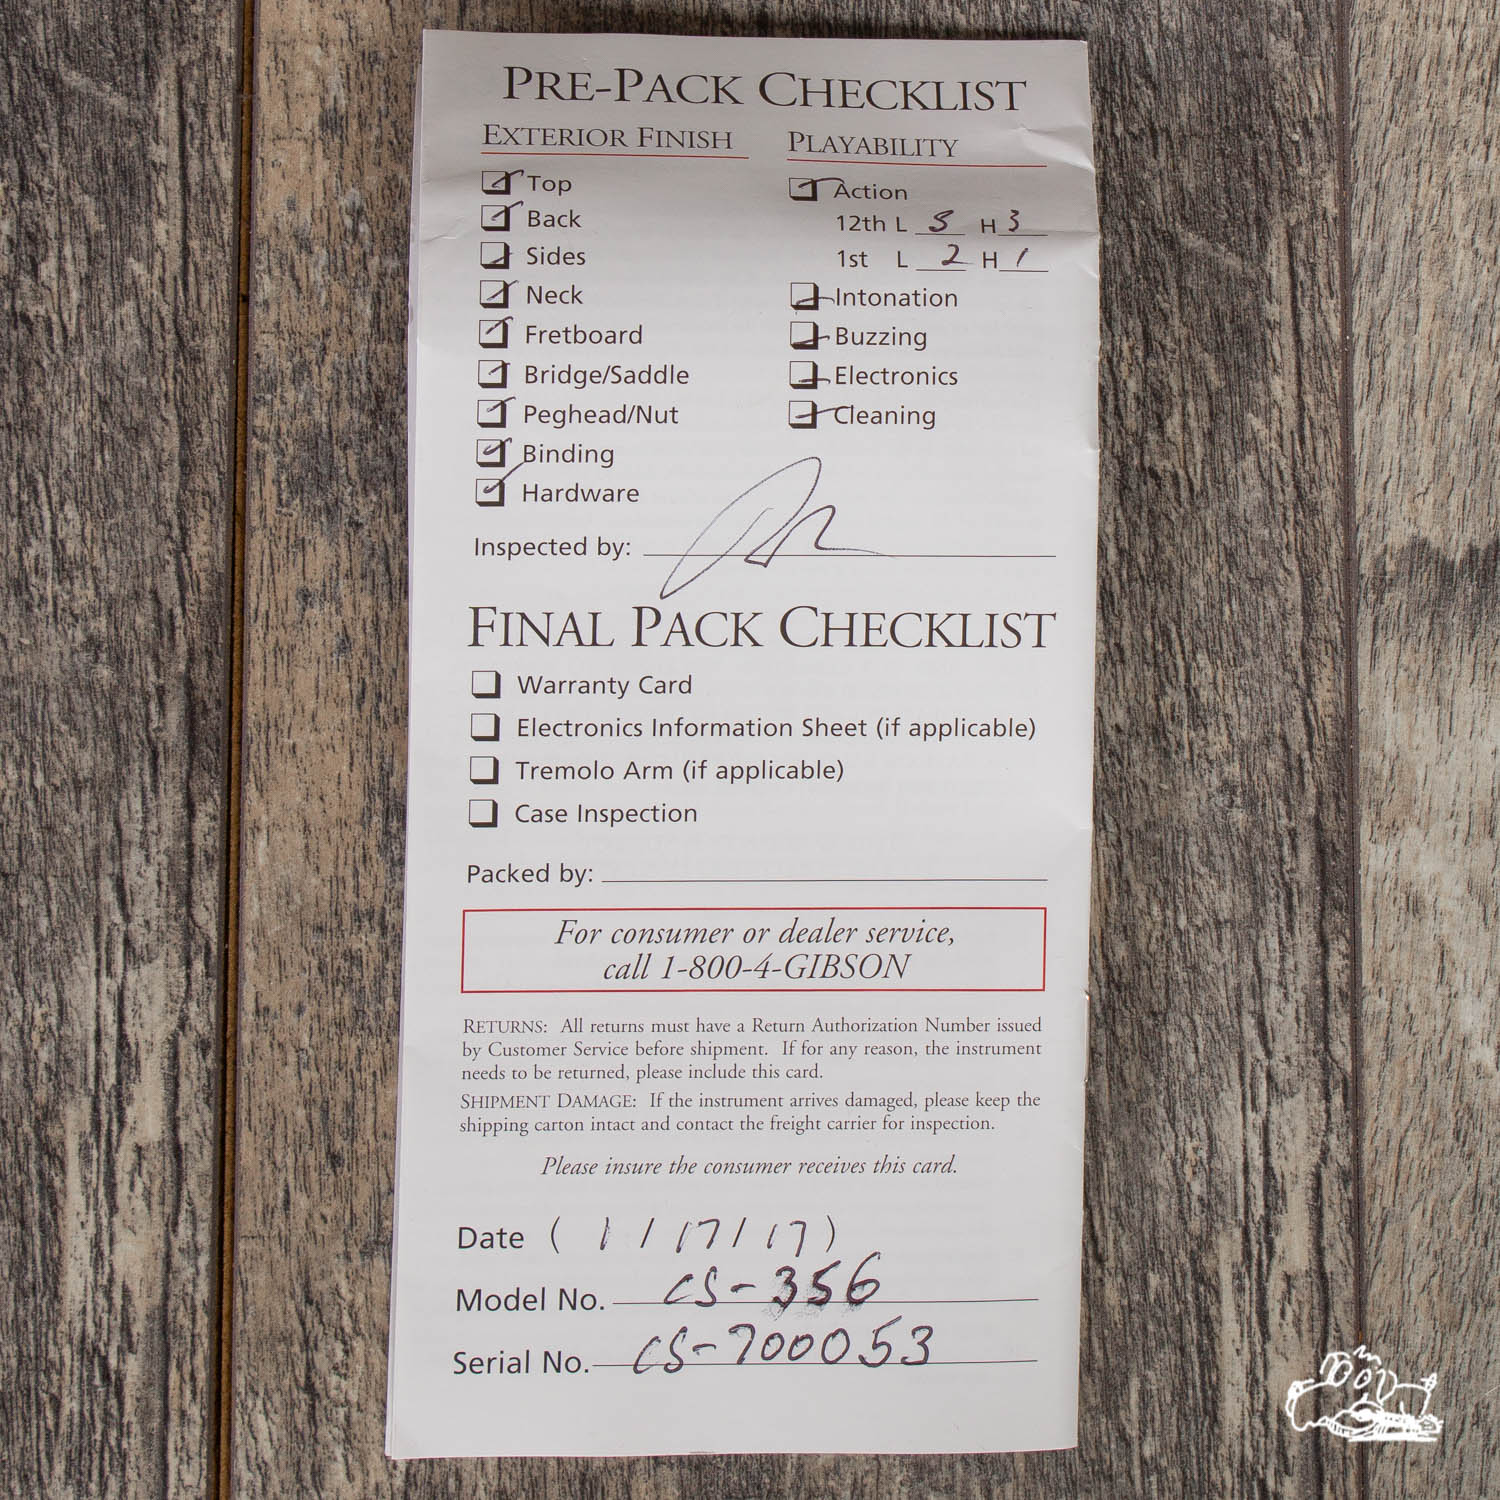 PRE-PACK CHECKLIST
EXTERIOR FINISH
Top
Back
Sides
Neck
Fretboard
Bridge/Saddle
Peghead/Nut
Binding
Hardware
PLAYABILITY
Action
12th L 5 H 3
1st L 2 H 1
Intonation
Buzzing
Electronics
Cleaning
Inspected by:
FINAL PACK CHECKLIST
Warranty Card
Electronics Information Sheet (if applicable)
Tremolo Arm (if applicable)
Case Inspection
Packed by:
For consumer or dealer service,
call 1-800-4-GIBSON
RETURNS: All returns must have a Return Authorization Number issued
by Customer Service before shipment. If for any reason, the instrument
needs to be returned, please include this card.
SHIPMENT DAMAGE: If the instrument arrives damaged, please keep the
shipping carton intact and contact the freight carrier for inspection.
Please insure the consumer receives this card.
Date ( 1 / 17 / 17 )
Model No. CS-356
Serial No. CS-700053